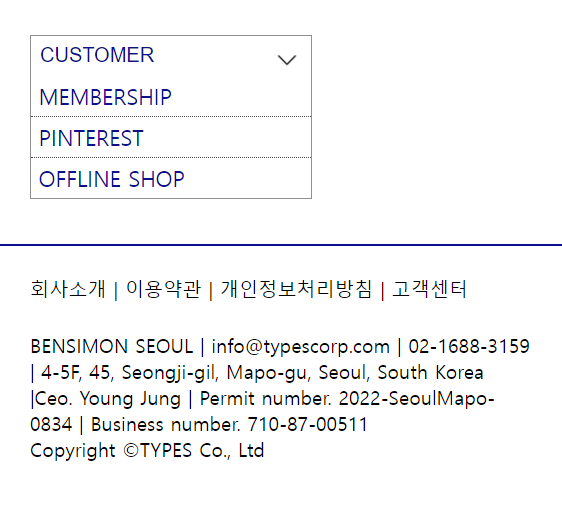 CUSTOMER
MEMBERSHIP
PINTEREST
OFFLINE SHOP
회사소개 | 이용약관 | 개인정보처리방침 | 고객센터
BENSIMON SEOUL | info@typescorp.com | 02-1688-3159
| 4-5F, 45, Seongji-gil, Mapo-gu, Seoul, South Korea
|Ceo. Young Jung | Permit number. 2022-SeoulMapo-
0834 | Business number. 710-87-00511
Copyright ©TYPES Co., Ltd